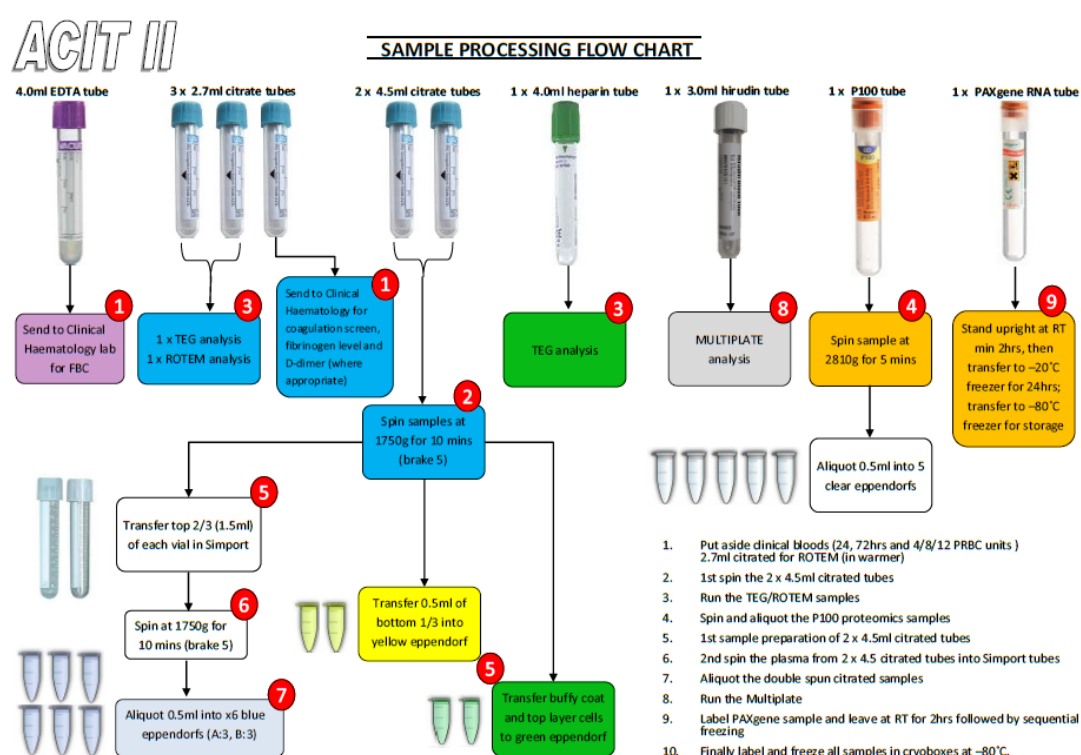 ACIT II
SAMPLE PROCESSING FLOW CHART
4.0ml EDTA tube
3 x 2.7ml citrate tubes
2 x 4.5ml citrate tubes
1 x 4.0ml heparin tube
1 x 3.0ml hirudin tube
1 x P100 tube
1 x PAXgene RNA tube
1
Send to Clinical
Haematology lab
for FBC
3
1 x TEG analysis
1 x ROTEM analysis
1
Send to Clinical
Haematology for
coagulation screen,
fibrinogen level and
D-dimer (where
appropriate)
3
TEG analysis
8
MULTIPLATE
analysis
4
Spin sample at
2810g for 5 mins
9
Stand upright at RT
min 2hrs, then
transfer to –20˚C
freezer for 24hrs;
transfer to –80˚C
freezer for storage
2
Spin samples at
1750g for 10 mins
(brake 5)
Aliquot 0.5ml into 5
clear eppendorfs
5
Transfer top 2/3 (1.5ml)
of each vial in Simport
6
Spin at 1750g for
10 mins (brake 5)
7
Aliquot 0.5ml into x6 blue
eppendorfs (A:3, B:3)
Transfer 0.5ml of
bottom 1/3 into
yellow eppendorf
5
Transfer buffy coat
and top layer cells
to green eppendorf
1. Put aside clinical bloods (24, 72hrs and 4/8/12 PRBC units )
2.7ml citrated for ROTEM (in warmer)
2. 1st spin the 2 x 4.5ml citrated tubes
3. Run the TEG/ROTEM samples
4. Spin and aliquot the P100 proteomics samples
5. 1st sample preparation of 2 x 4.5ml citrated tubes
6. 2nd spin the plasma from 2 x 4.5 citrated tubes into Simport tubes
7. Aliquot the double spun citrated samples
8. Run the Multiplate
9. Label PAXgene sample and leave at RT for 2hrs followed by sequential
freezing
10. Finally label and freeze all samples in cryoboxes at –80˚C.